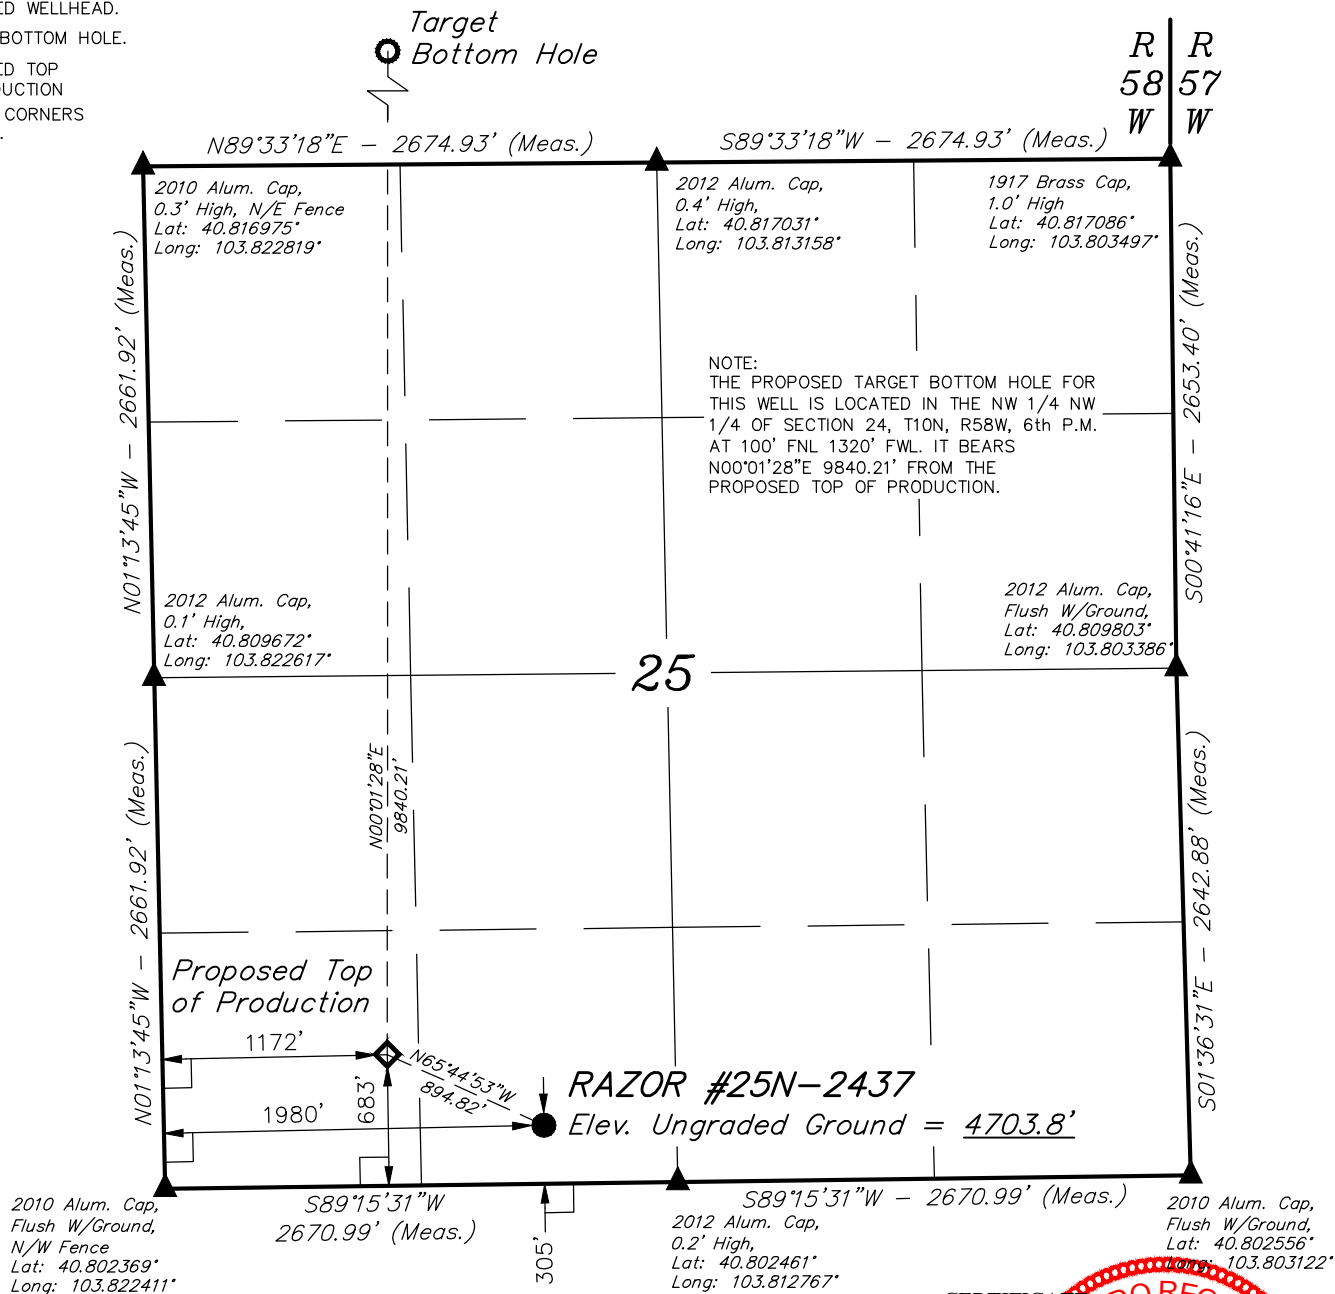 ED WELLHEAD.
BOTTOM HOLE.
ED TOP
DUCTION
CORNERS
Target
Bottom Hole
R R
58 57
W W
N89°33'18"E - 2674.93' (Meas.)
S89°33'18"W - 2674.93' (Meas.)
2010 Alum. Cap,
0.3' High, N/E Fence
Lat: 40.816975°
Long: 103.822819°
2012 Alum. Cap,
0.4' High,
Lat: 40.817031°
Long: 103.813158°
1917 Brass Cap,
1.0' High
Lat: 40.817086°
Long: 103.803497°
N01°13'45"W - 2661.92' (Meas.)
S00°41'16"E - 2653.40' (Meas.)
NOTE:
THE PROPOSED TARGET BOTTOM HOLE FOR
THIS WELL IS LOCATED IN THE NW 1/4 NW
1/4 OF SECTION 24, T10N, R58W, 6th P.M.
AT 100' FNL 1320' FWL. IT BEARS
N00°01'28"E 9840.21' FROM THE
PROPOSED TOP OF PRODUCTION.
2012 Alum. Cap,
0.1' High,
Lat: 40.809672°
Long: 103.822617°
2012 Alum. Cap,
Flush W/Ground,
Lat: 40.809803°
Long: 103.803386°
25
N00°01'28"E
9840.21'
N01°13'45"W - 2661.92' (Meas.)
S01°36'31"E - 2642.88' (Meas.)
Proposed Top
of Production
1172'
N65°44'53"W
894.82'
683'
1980'
RAZOR #25N-2437
Elev. Ungraded Ground = 4703.8'
S89°15'31"W
2670.99' (Meas.)
S89°15'31"W - 2670.99' (Meas.)
305'
2010 Alum. Cap,
Flush W/Ground,
N/W Fence
Lat: 40.802369°
Long: 103.822411°
2012 Alum. Cap,
0.2' High,
Lat: 40.802461°
Long: 103.812767°
2010 Alum. Cap,
Flush W/Ground,
Lat: 40.802556°
Long: 103.803122°